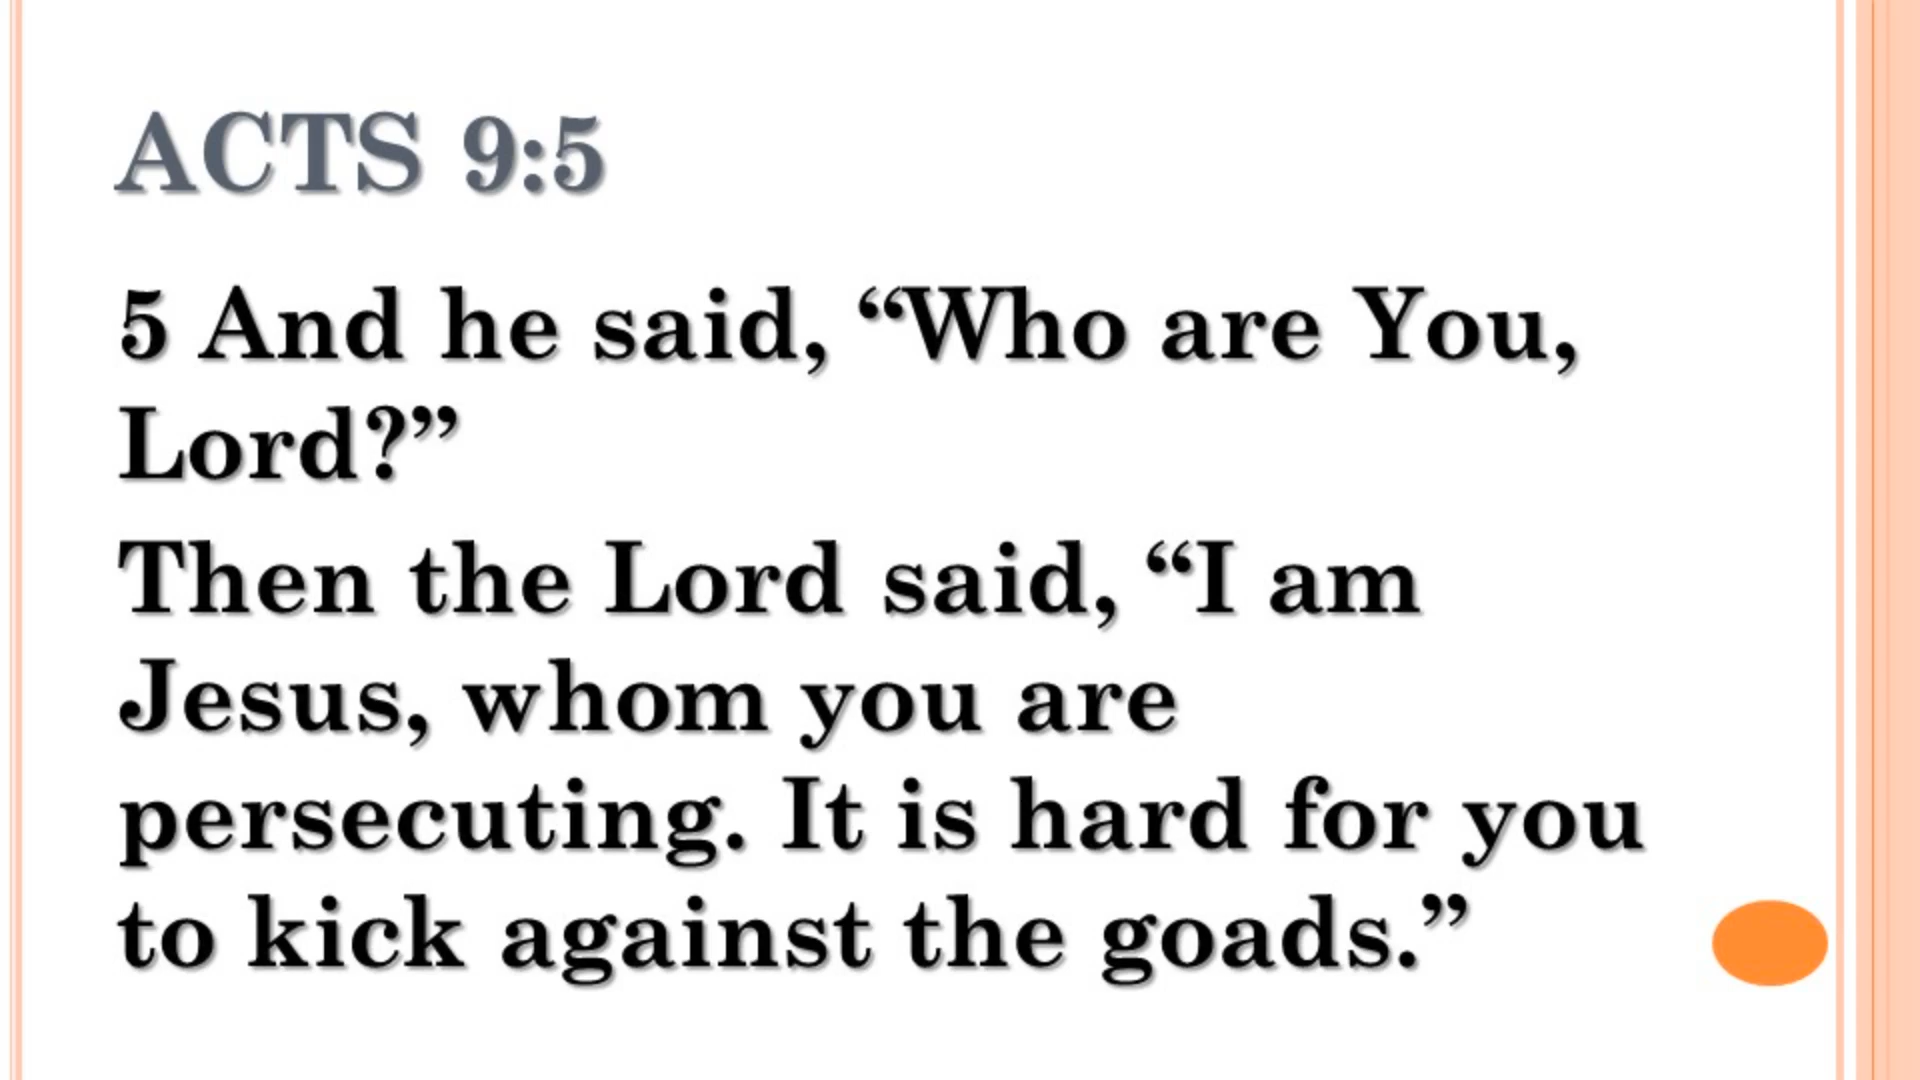 ACTS 9:5
5 And he said, “Who are You,
Lord?”
Then the Lord said, “I am
Jesus, whom you are
persecuting. It is hard for you
to kick against the goads.”